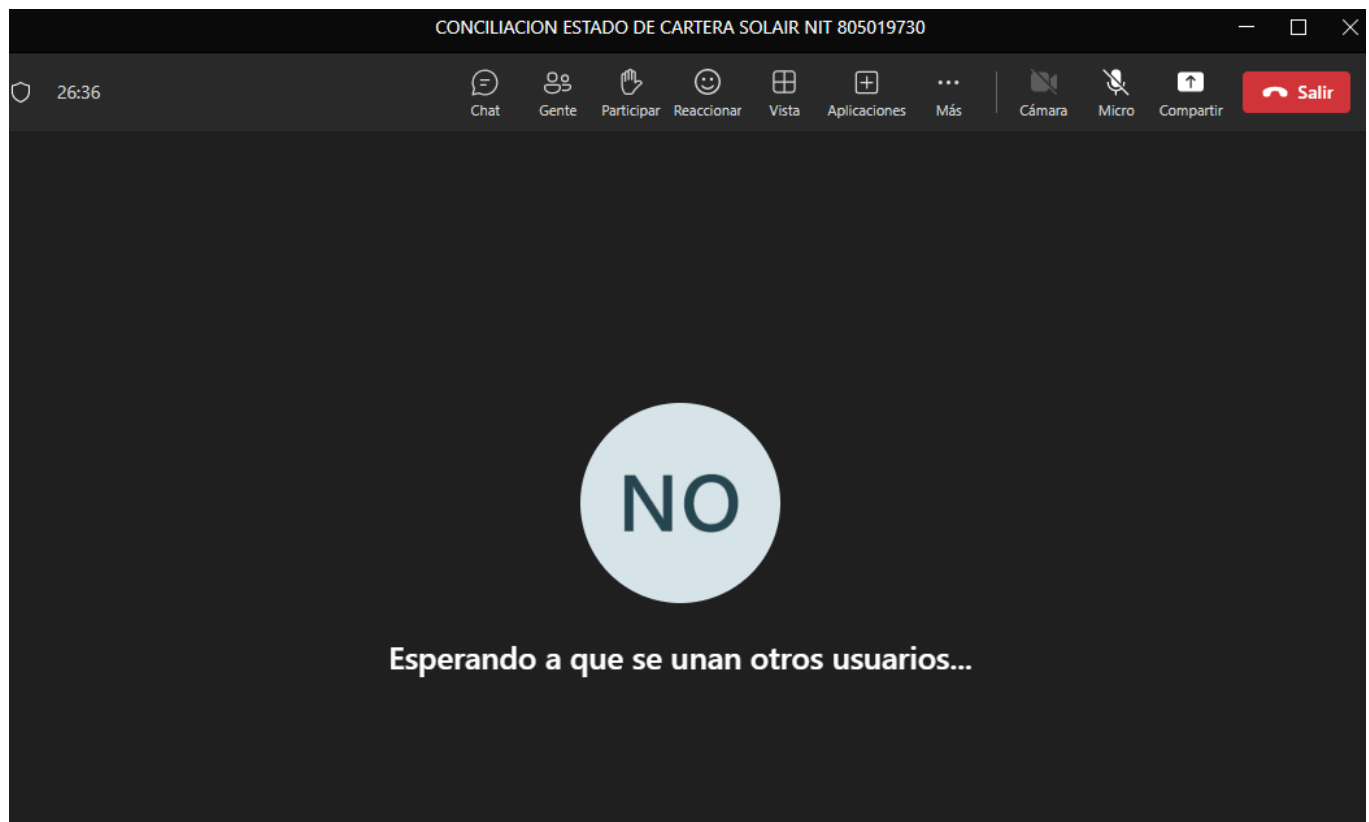 CONCILIACION ESTADO DE CARTERA SOLAIR NIT 805019730
26:36
Chat Gente Participar Reaccionar Vista Aplicaciones Más Cámara Micro Compartir Salir
NO
Esperando a que se unan otros usuarios...